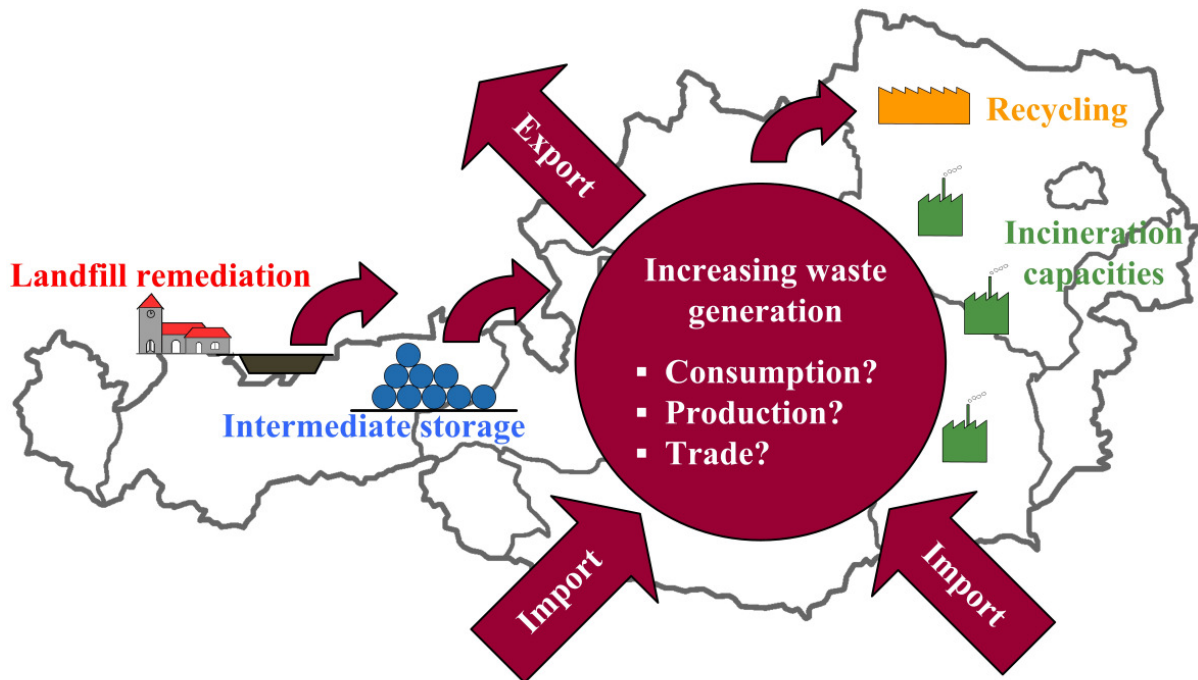 Export
Recycling
Incineration
capacities
Landfill remediation
Increasing waste
generation
▪ Consumption?
▪ Production?
▪ Trade?
Intermediate storage
Import
Import